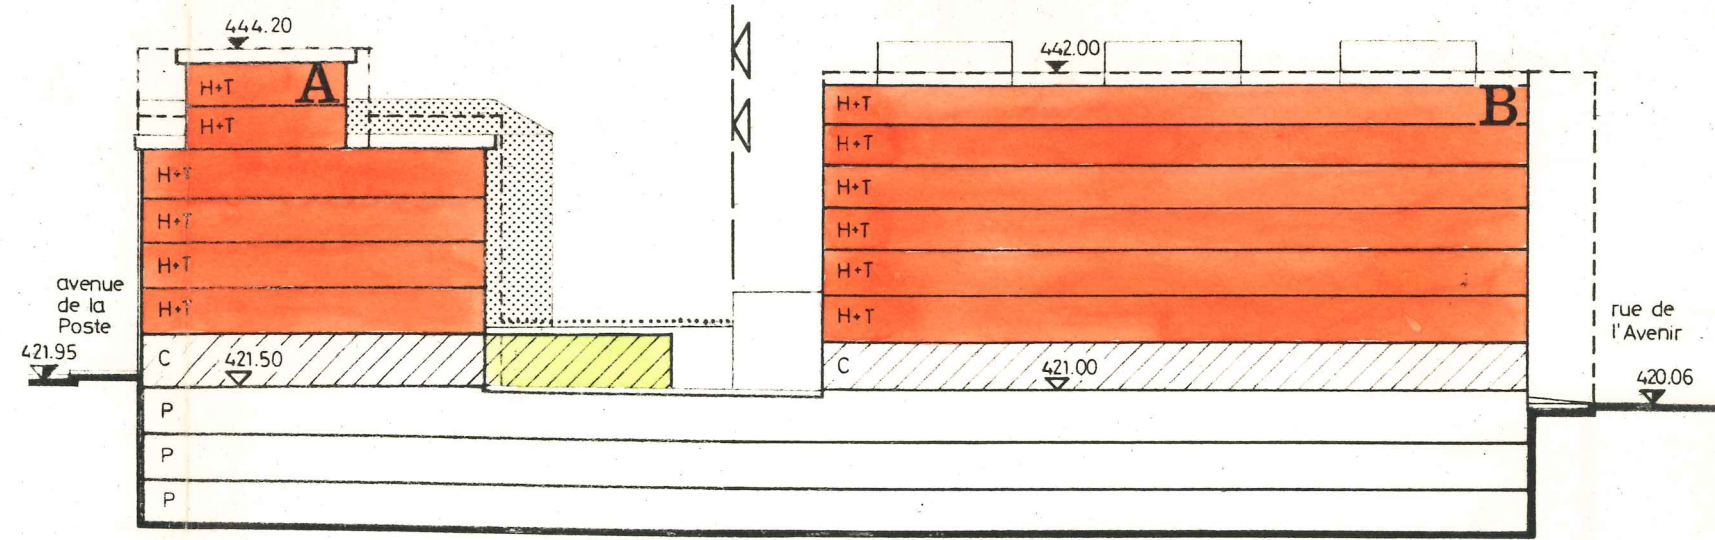 444.20
442.00
H+T
A
H+T
H+T
H+T
H+T
H+T
H+T
B
H+T
H+T
H+T
H+T
H+T
avenue
de la
Poste
421.95
rue de
l'Avenir
420.06
C
421.50
C
421.00
P
P
P